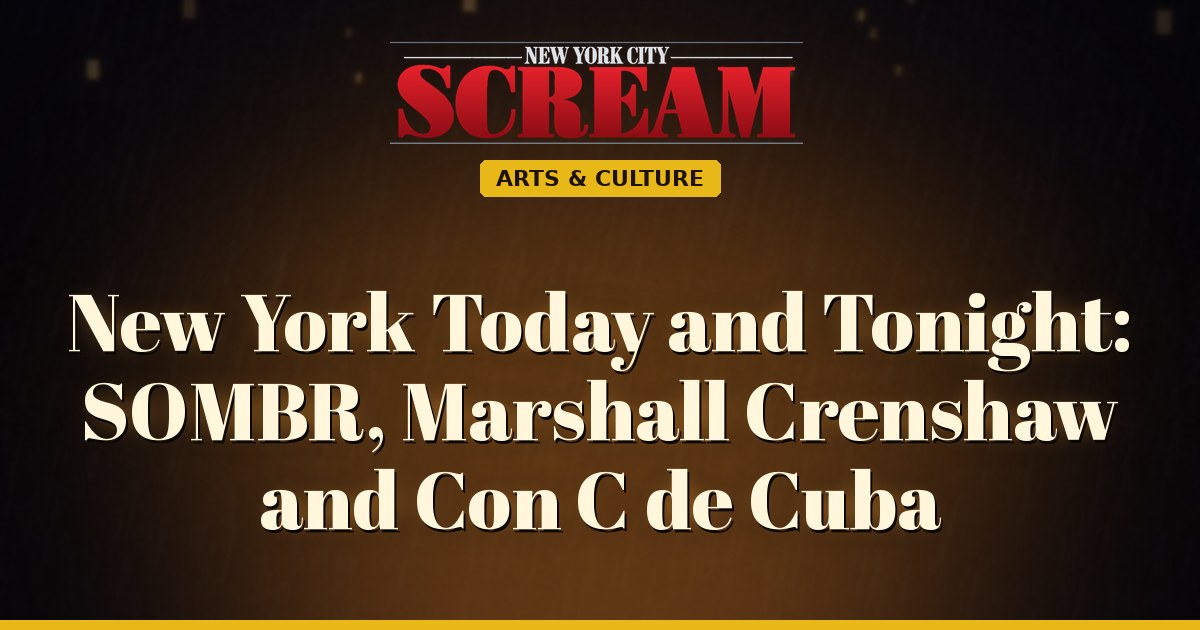 NEW YORK CITY
SCREAM
ARTS & CULTURE
New York Today and Tonight:
SOMBR, Marshall Crenshaw
and Con C de Cuba